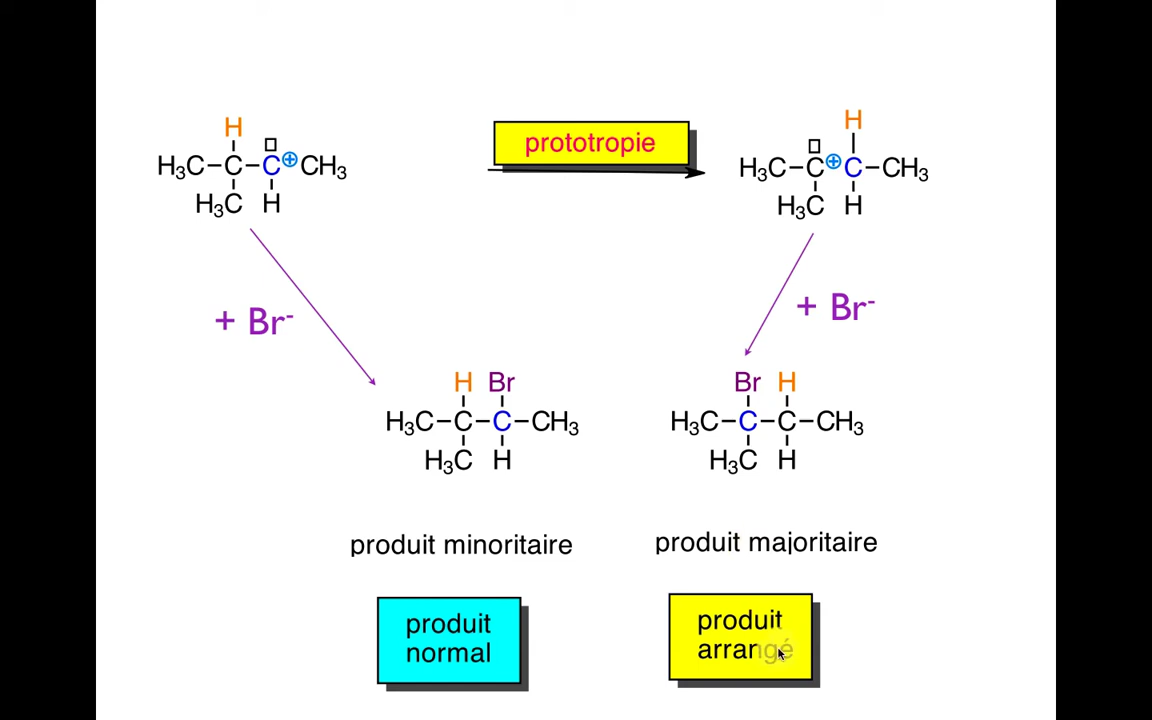 H H
prototropie
H₃C–C–C⊕CH₃ H₃C–C⊕C–CH₃
H₃C H H₃C H
+ Br⁻ + Br⁻
H Br Br H
H₃C–C–C–CH₃ H₃C–C–C–CH₃
H₃C H H₃C H
produit minoritaire produit majoritaire
produit
normal
produit
arrangé